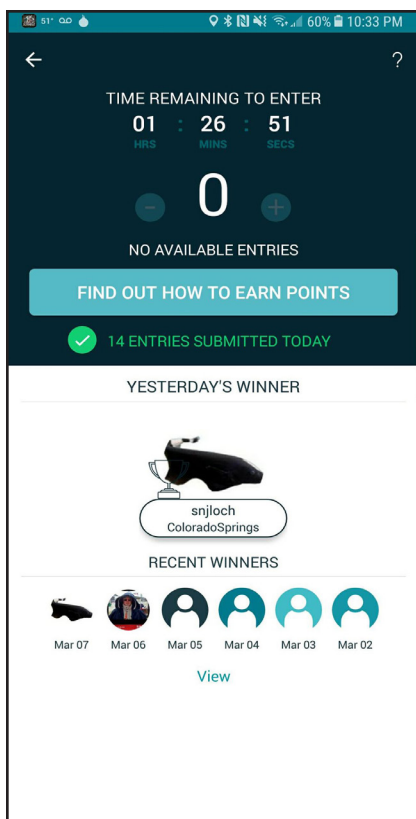 51° 60% 10:33 PM
?
TIME REMAINING TO ENTER
01 : 26 : 51
HRS MINS SECS
- 0 +
NO AVAILABLE ENTRIES
FIND OUT HOW TO EARN POINTS
14 ENTRIES SUBMITTED TODAY
YESTERDAY'S WINNER
snjloch
ColoradoSprings
RECENT WINNERS
Mar 07 Mar 06 Mar 05 Mar 04 Mar 03 Mar 02
View